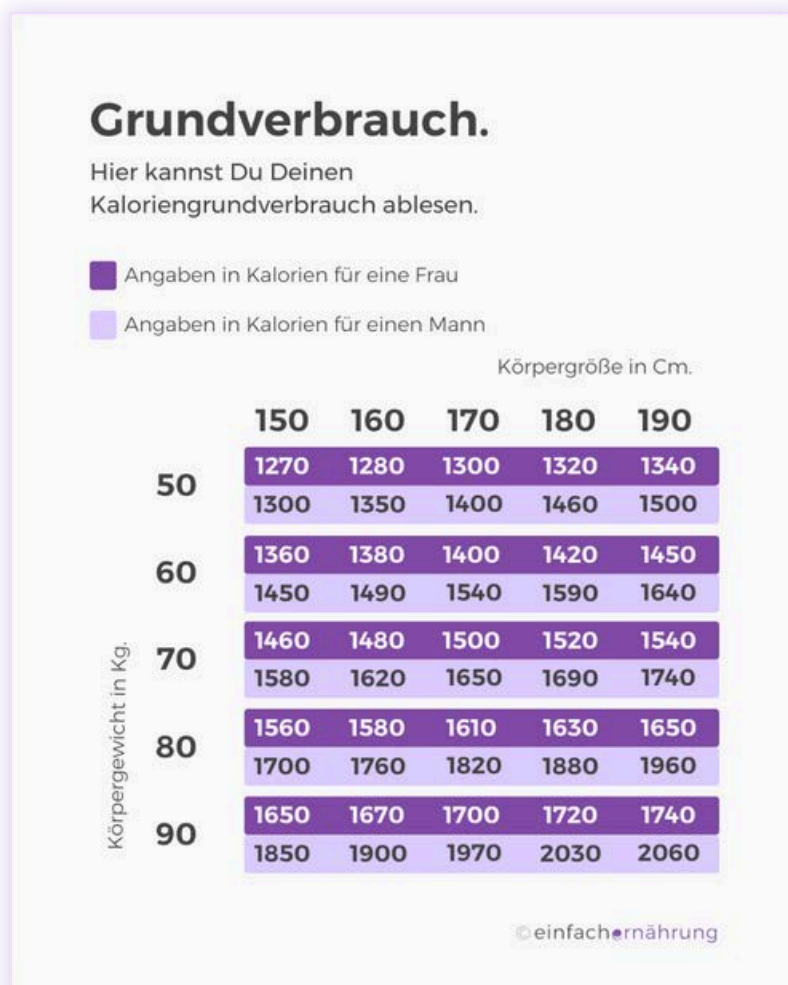 Grundverbrauch.
Hier kannst Du Deinen
Kaloriengrundverbrauch ablesen.
Angaben in Kalorien für eine Frau
Angaben in Kalorien für einen Mann
Körpergröße in Cm.
150 160 170 180 190
Körpergewicht in Kg.
50
1270 1280 1300 1320 1340
1300 1350 1400 1460 1500
60
1360 1380 1400 1420 1450
1450 1490 1540 1590 1640
70
1460 1480 1500 1520 1540
1580 1620 1650 1690 1740
80
1560 1580 1610 1630 1650
1700 1760 1820 1880 1960
90
1650 1670 1700 1720 1740
1850 1900 1970 2030 2060
©einfachernährung